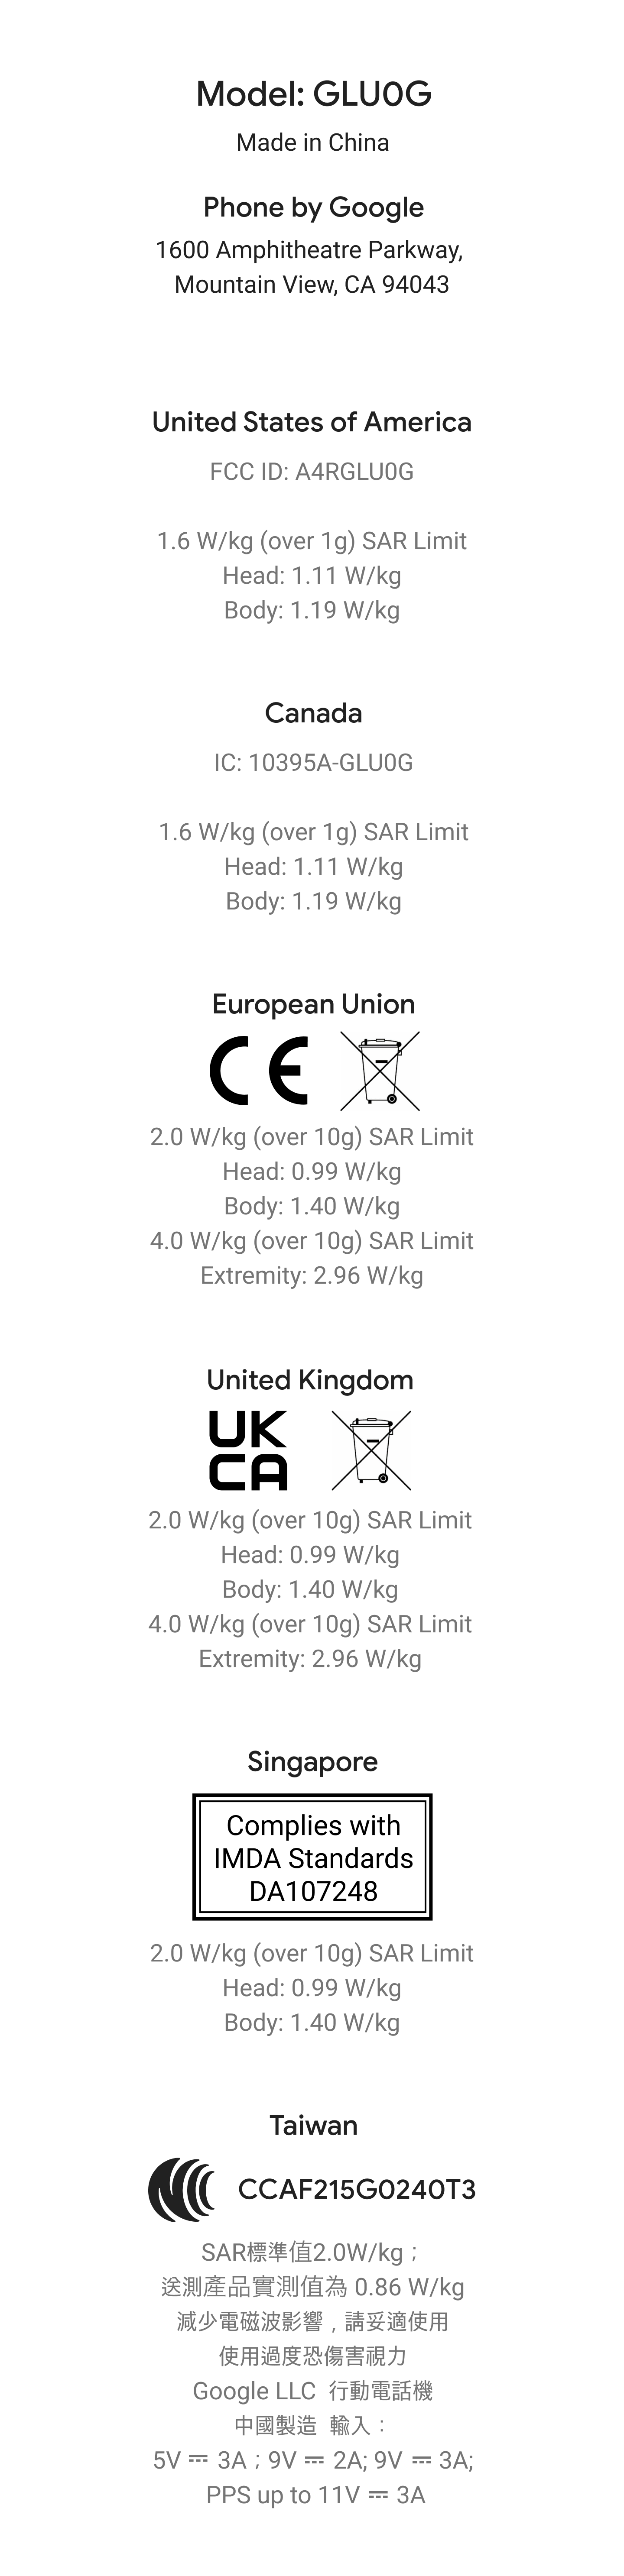 Model: GLU0G
Made in China
Phone by Google
1600 Amphitheatre Parkway,
Mountain View, CA 94043
United States of America
FCC ID: A4RGLU0G
1.6 W/kg (over 1g) SAR Limit
Head: 1.11 W/kg
Body: 1.19 W/kg
Canada
IC: 10395A-GLU0G
1.6 W/kg (over 1g) SAR Limit
Head: 1.11 W/kg
Body: 1.19 W/kg
European Union
CE
2.0 W/kg (over 10g) SAR Limit
Head: 0.99 W/kg
Body: 1.40 W/kg
4.0 W/kg (over 10g) SAR Limit
Extremity: 2.96 W/kg
United Kingdom
UK
CA
2.0 W/kg (over 10g) SAR Limit
Head: 0.99 W/kg
Body: 1.40 W/kg
4.0 W/kg (over 10g) SAR Limit
Extremity: 2.96 W/kg
Singapore
Complies with
IMDA Standards
DA107248
2.0 W/kg (over 10g) SAR Limit
Head: 0.99 W/kg
Body: 1.40 W/kg
Taiwan
CCAF215G0240T3
SAR標準值2.0W/kg；
送測產品實測值為 0.86 W/kg
減少電磁波影響，請妥適使用
使用過度恐傷害視力
Google LLC 行動電話機
中國製造 輸入：
5V ⎓ 3A；9V ⎓ 2A; 9V ⎓ 3A;
PPS up to 11V ⎓ 3A